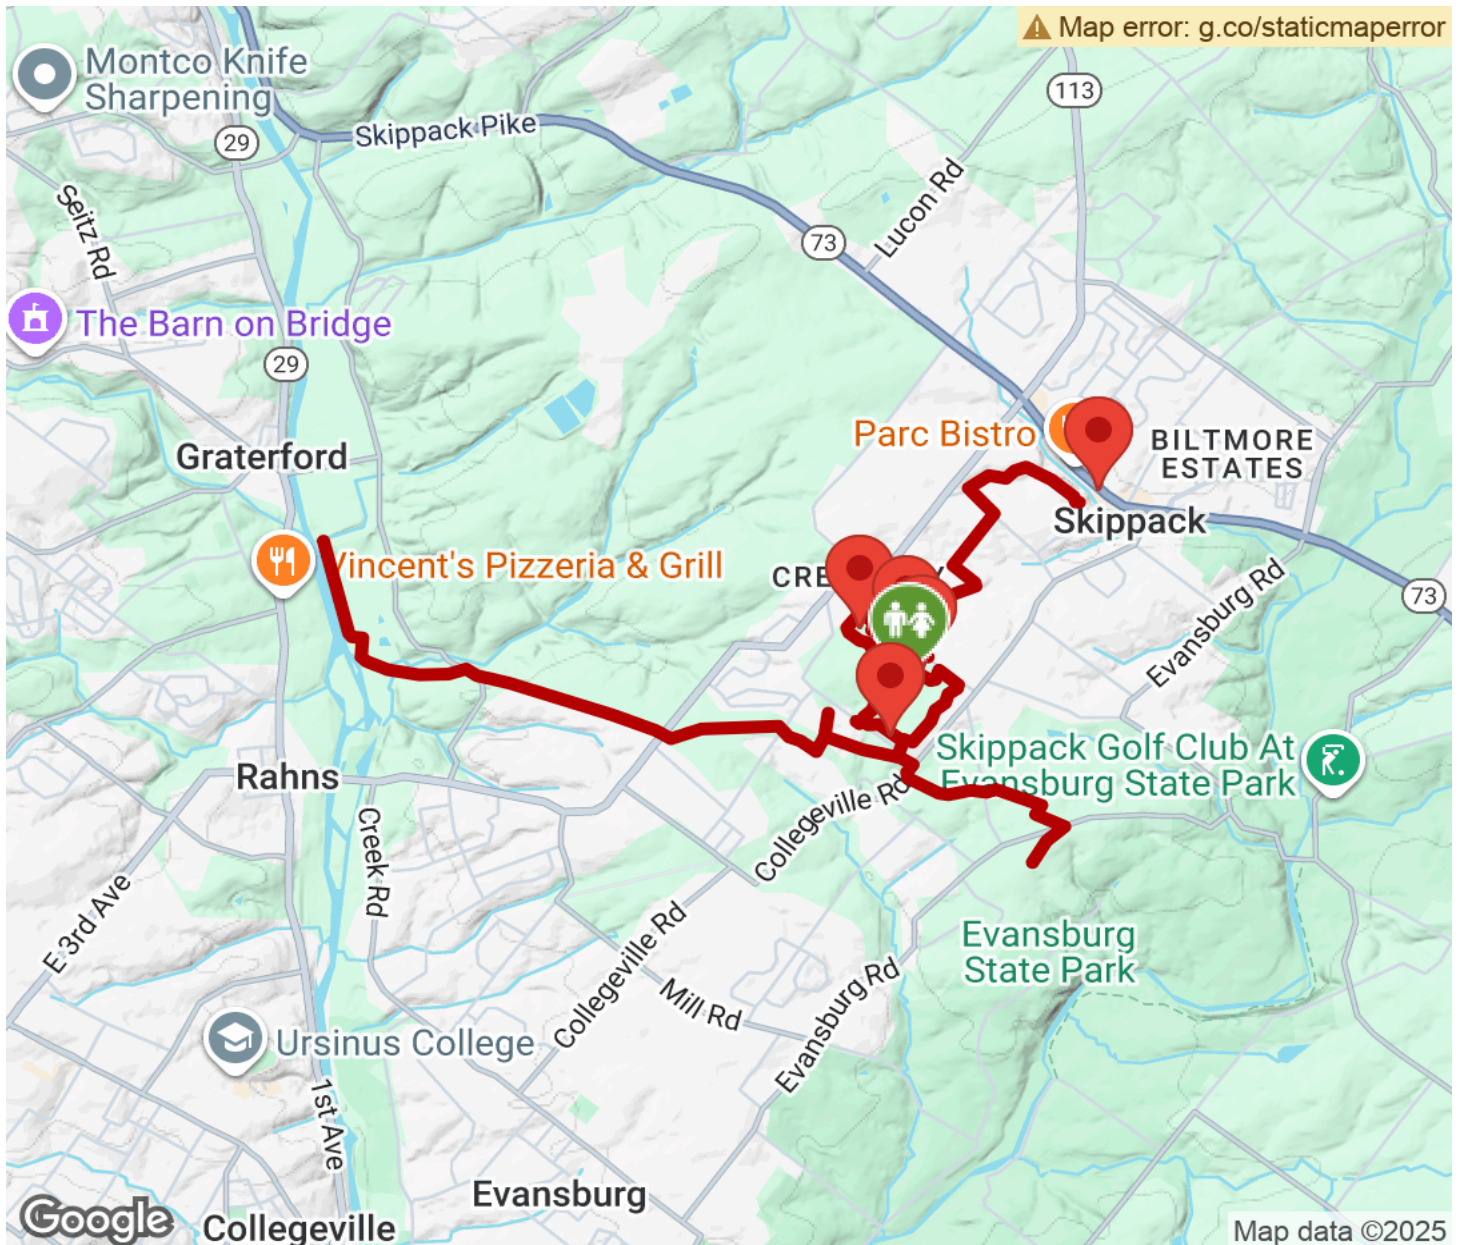 Map error: g.co/staticmaperror
Montco Knife
Sharpening
113
29
Skippack Pike
Seitz Rd
Lucon Rd
73
The Barn on Bridge
29
Parc Bistro
BILTMORE
ESTATES
Graterford
Skippack
Vincent's Pizzeria & Grill
CRE
Y
73
Evansburg Rd
Skippack Golf Club At
Evansburg State Park
Rahns
Collegeville Rd
Creek Rd
E 3rd Ave
Evansburg
State Park
Collegeville Rd
Evansburg Rd
Mill Rd
Ursinus College
1st Ave
Evansburg
Google
Collegeville
Map data ©2025